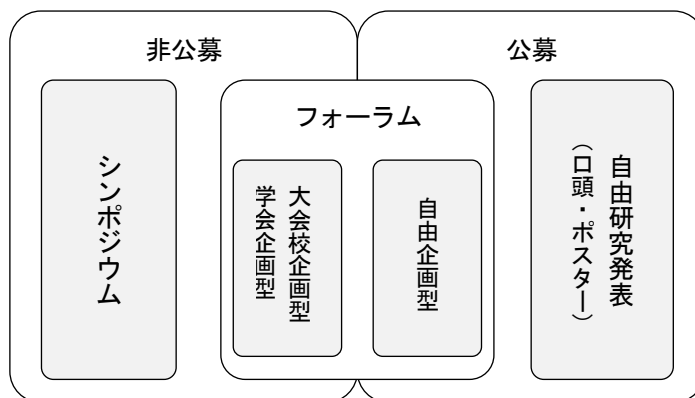 非公募
公募
シンポジウム
フォーラム
大会校企画型
学会企画型
自由企画型
自由研究発表
（口頭・ポスター）